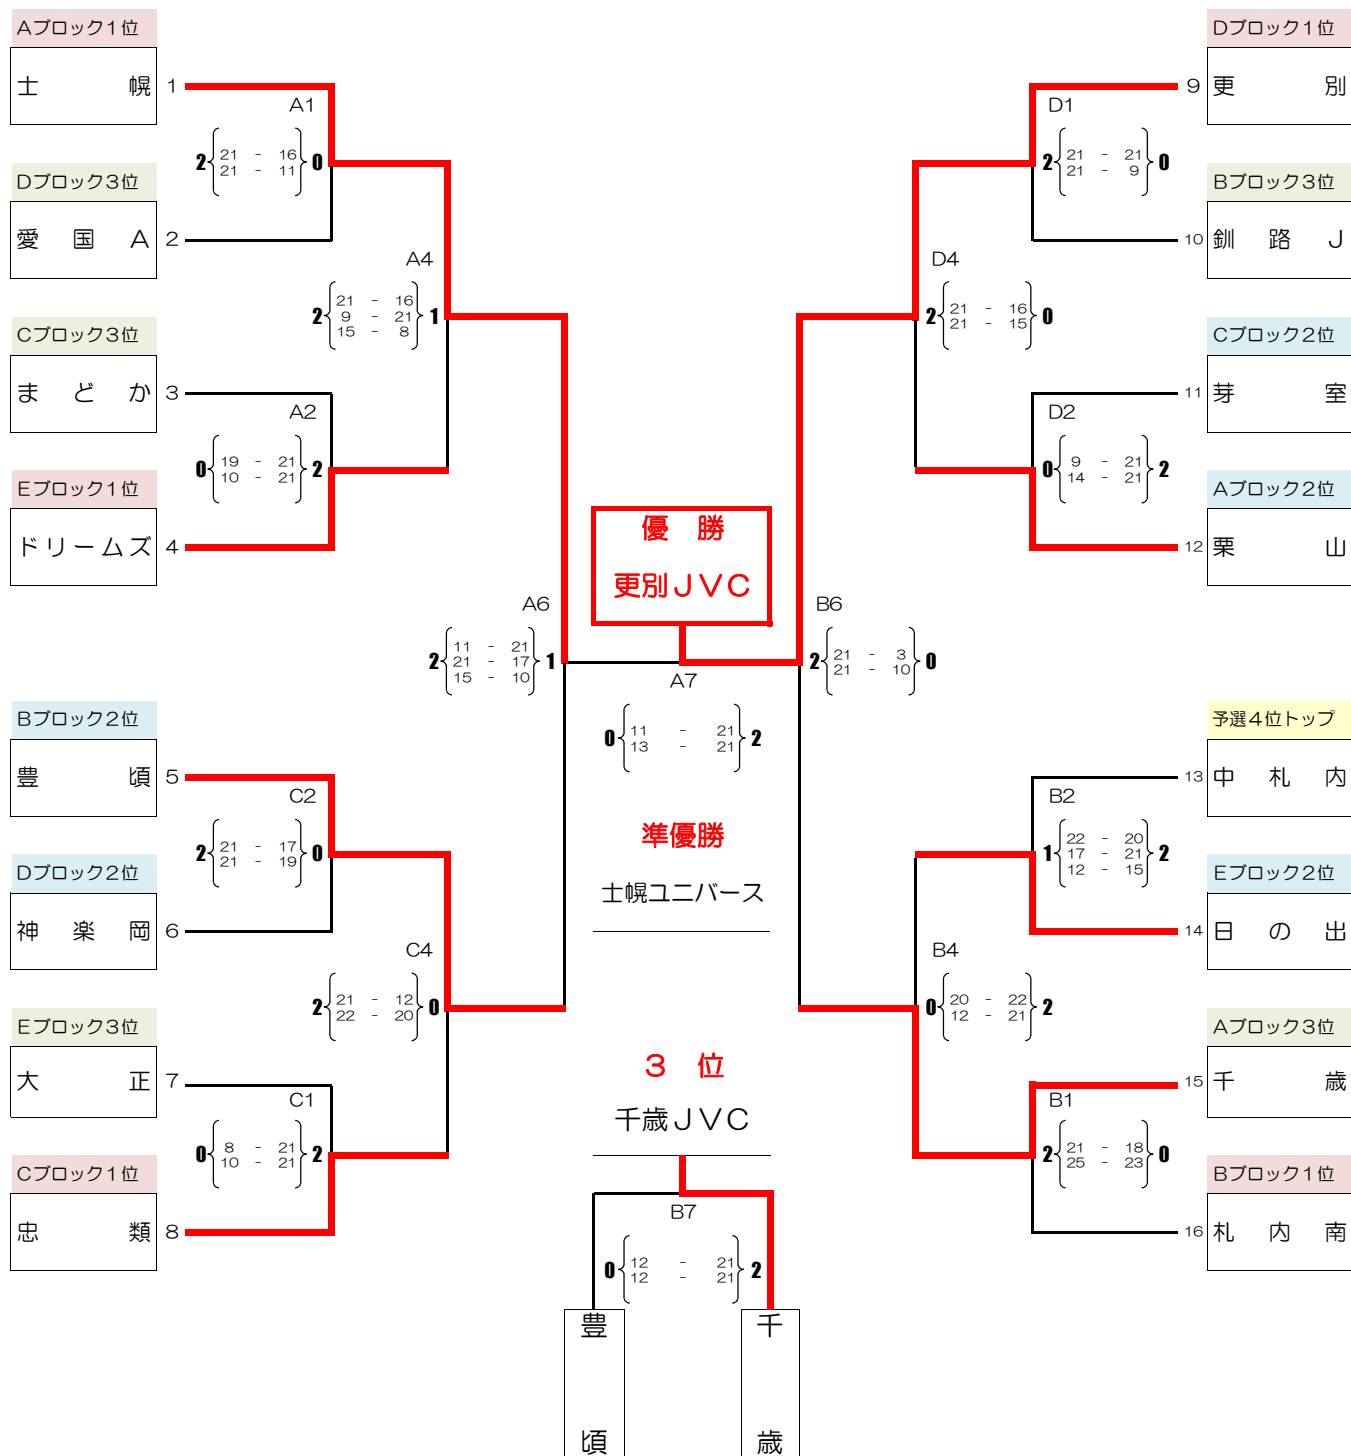 Aブロック1位
士　幌 1
A1
2 21 - 16 0
21 - 11
Dブロック3位
愛　国　A 2
A4
2 21 - 16 1
9 - 21
15 - 8
Cブロック3位
ま　ど　か 3
A2
0 19 - 21 2
10 - 21
Eブロック1位
ドリームズ 4
A6
2 11 - 21 1
21 - 17
15 - 10
Bブロック2位
豊　頃 5
C2
2 21 - 17 0
21 - 19
Dブロック2位
神　楽　岡 6
C4
2 21 - 12 0
22 - 20
Eブロック3位
大　正 7
C1
0 8 - 21 2
10 - 21
Cブロック1位
忠　類 8
優　勝
更別JVC
A7
0 11 - 21 2
13 - 21
準優勝
士幌ユニバース
3　位
千歳JVC
B7
0 12 - 21 2
12 - 21
豊　頃
千　歳
Dブロック1位
9 更　別
D1
2 21 - 21 0
21 - 9
Bブロック3位
10 釧　路　J
D4
2 21 - 16 0
21 - 15
Cブロック2位
11 芽　室
D2
0 9 - 21 2
14 - 21
Aブロック2位
12 栗　山
B6
2 21 - 3 0
21 - 10
予選4位トップ
13 中　札　内
B2
1 22 - 20 2
17 - 21
12 - 15
Eブロック2位
14 日　の　出
B4
0 20 - 22 2
12 - 21
Aブロック3位
15 千　歳
B1
2 21 - 18 0
25 - 23
Bブロック1位
16 札　内　南